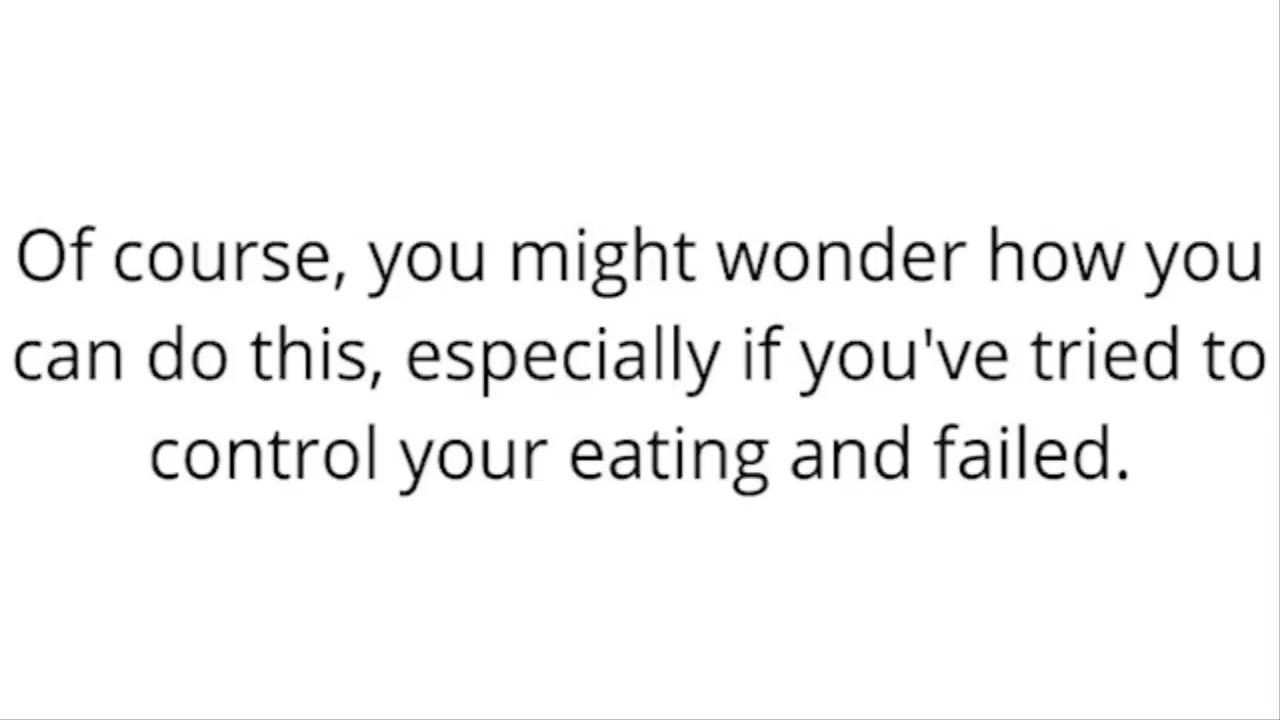 Of course, you might wonder how you
can do this, especially if you've tried to
control your eating and failed.